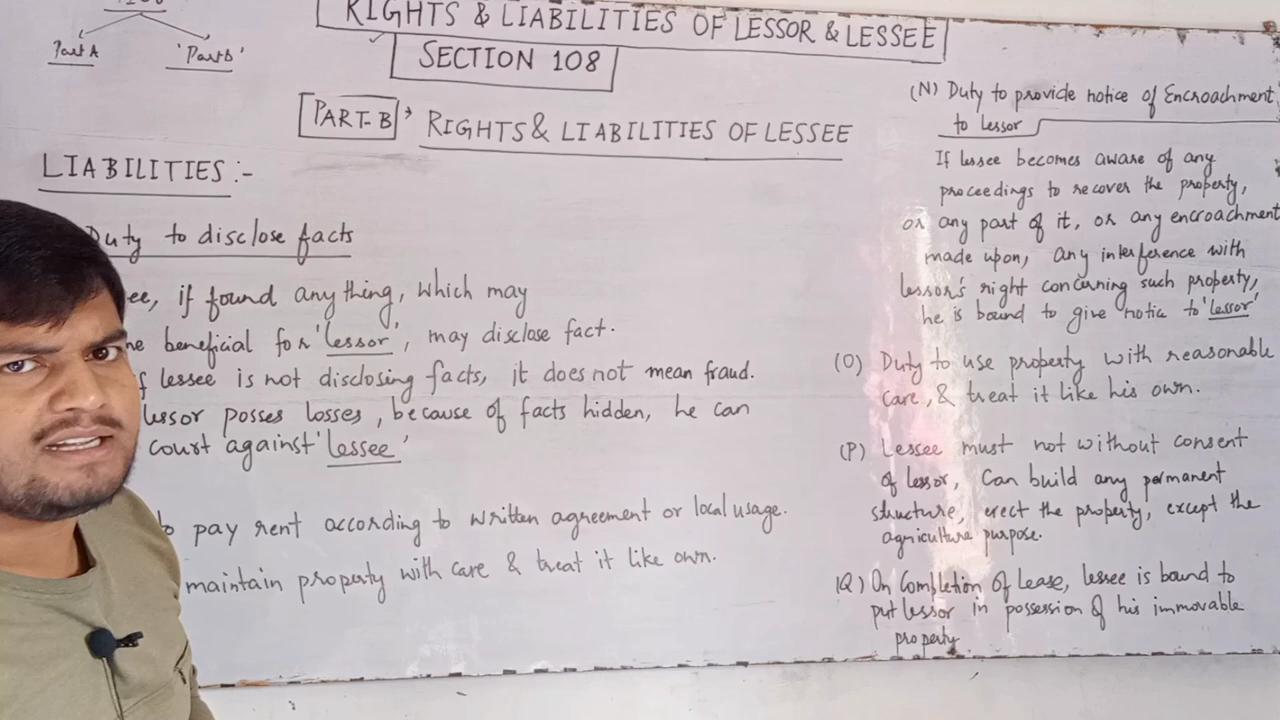 Part A
'Part B'
RIGHTS & LIABILITIES OF LESSOR & LESSEE
SECTION 108
PART-B
RIGHTS & LIABILITIES OF LESSEE
LIABILITIES :-
Duty to disclose facts
ee, if found anything, which may
beneficial for 'lessor', may disclose fact.
lessee is not disclosing facts, it does not mean fraud.
lessor posses losses, because of facts hidden, he can
court against 'lessee'
pay rent according to written agreement or local usage.
maintain property with care & treat it like own.
(N) Duty to provide notice of Encroachment
to lessor
If lessee becomes aware of any
proceedings to recover the property,
or any part of it, or any encroachment
made upon, any interference with
lessor's right concurning such property,
he is bound to give notic to 'lessor'
(O) Duty to use property with reasonable
care, & treat it like his own.
(P) Lessee must not without consent
of lessor, Can build any permanent
structure, erect the property, except the
agriculture purpose.
(Q) On Completion of Lease, lessee is bound to
put lessor in possession of his immovable
property.